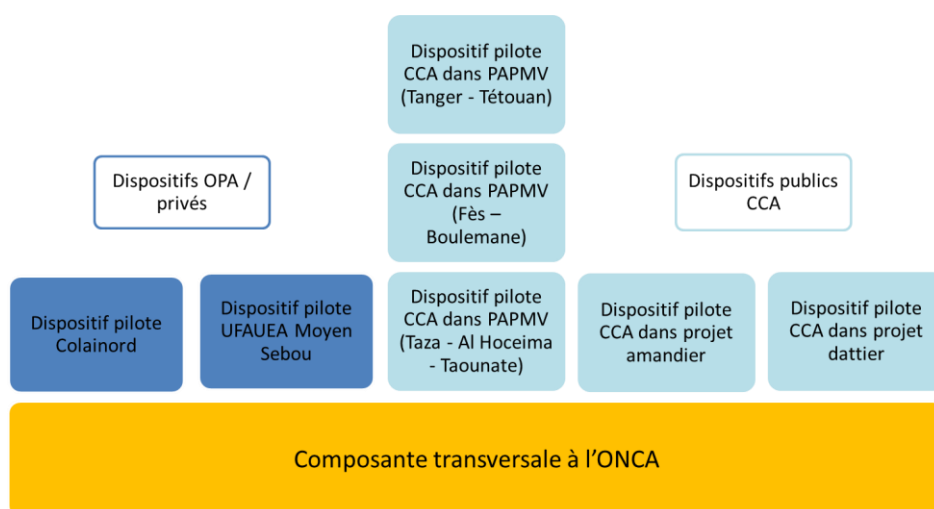 Dispositif pilote
CCA dans PAPMV
(Tanger - Tétouan)
Dispositifs OPA /
privés
Dispositif pilote
CCA dans PAPMV
(Fès –
Boulemane)
Dispositifs publics
CCA
Dispositif pilote
Colainord
Dispositif pilote
UFAUEA Moyen
Sebou
Dispositif pilote
CCA dans PAPMV
(Taza - Al Hoceima
- Taounate)
Dispositif pilote
CCA dans projet
amandier
Dispositif pilote
CCA dans projet
dattier
Composante transversale à l’ONCA